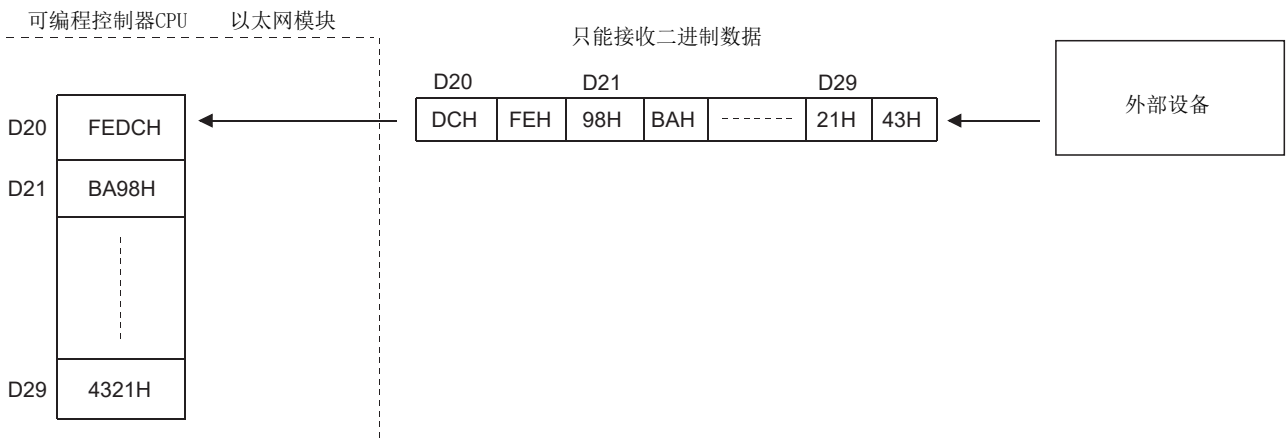 可编程控制器CPU 以太网模块
只能接收二进制数据
D20 D21 D29
DCH FEH 98H BAH 21H 43H
外部设备
D20 FEDCH
D21 BA98H
D29 4321H